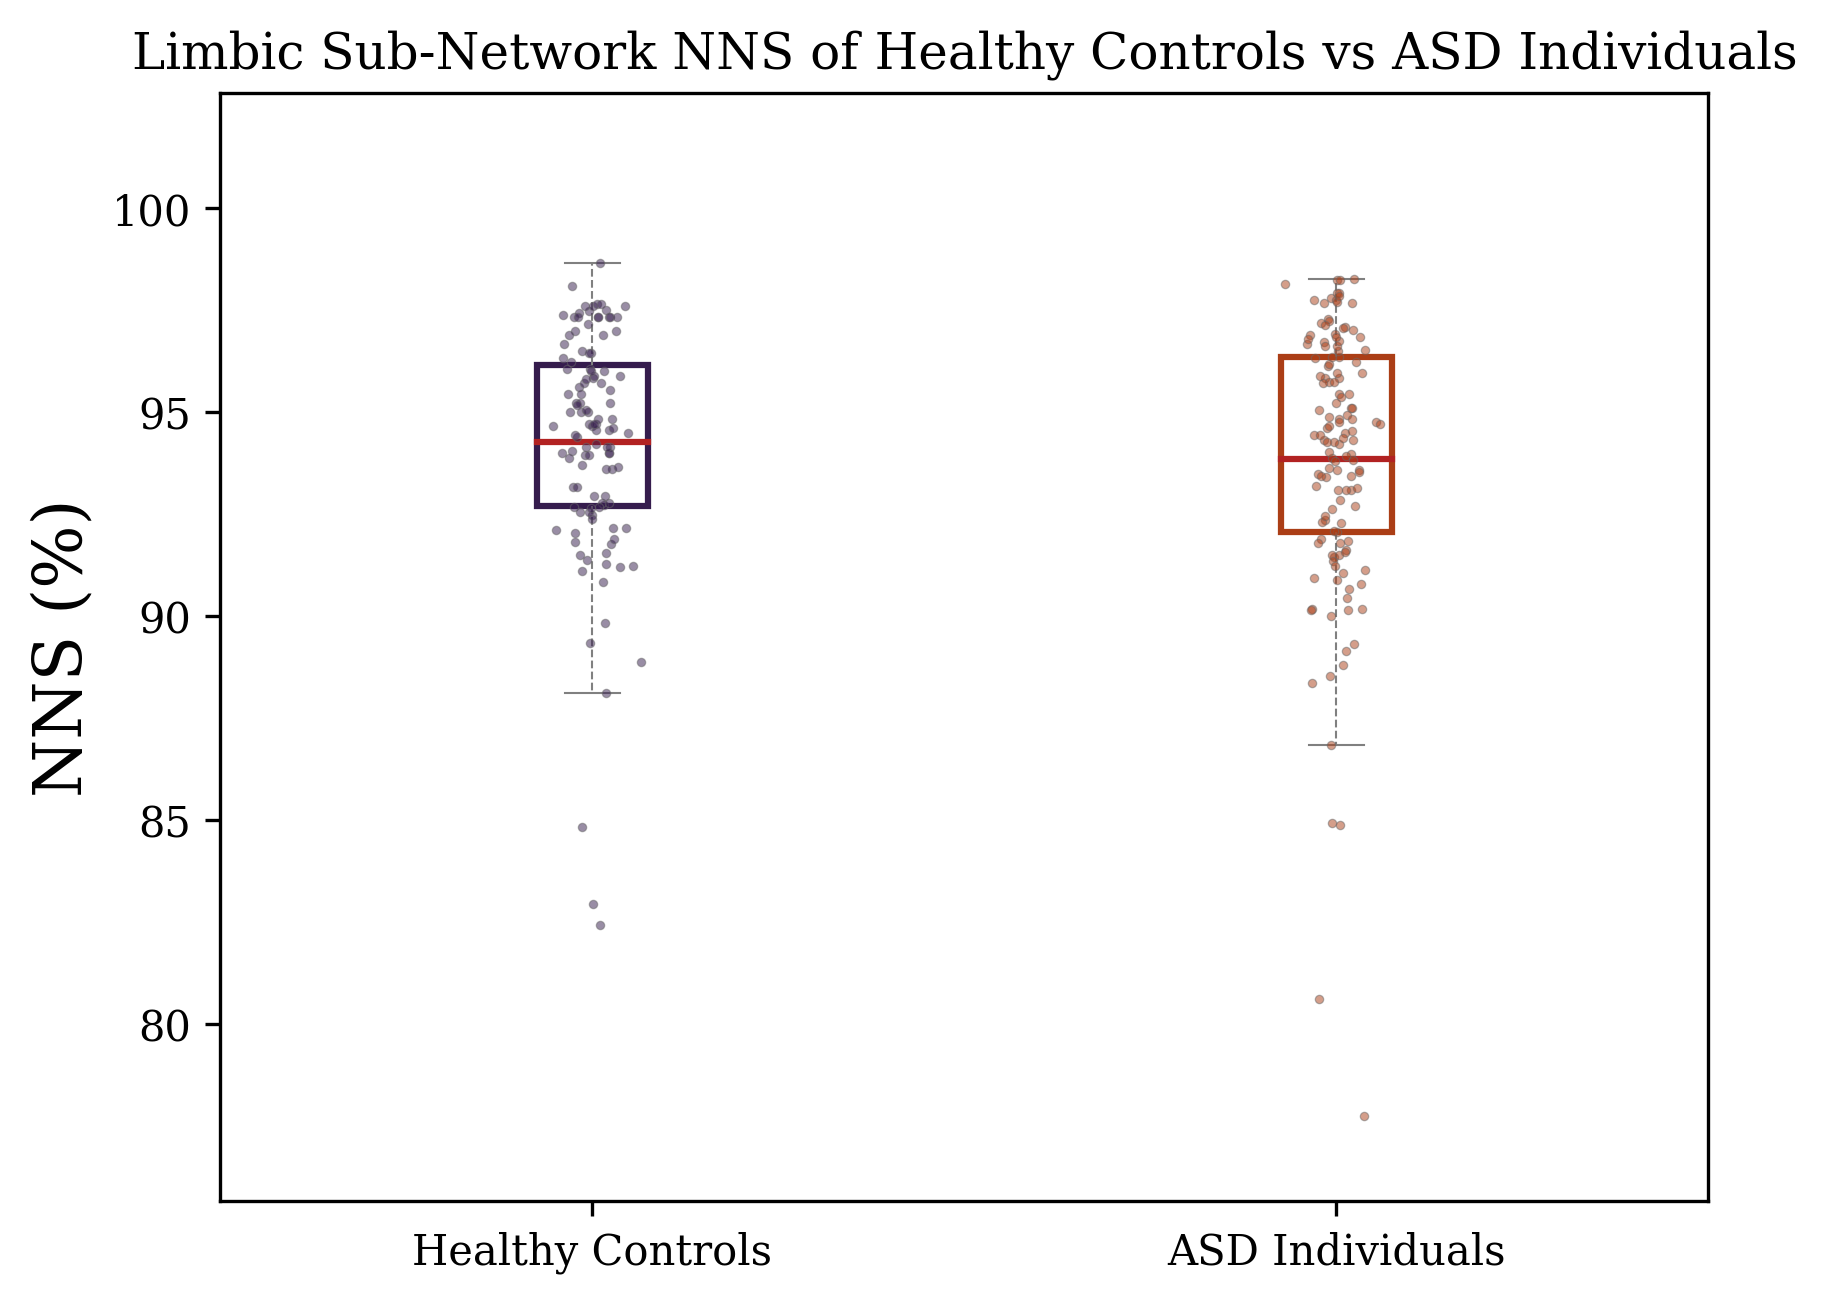 Limbic Sub-Network NNS of Healthy Controls vs ASD Individuals
NNS (%)
100
95
90
85
80
Healthy Controls
ASD Individuals